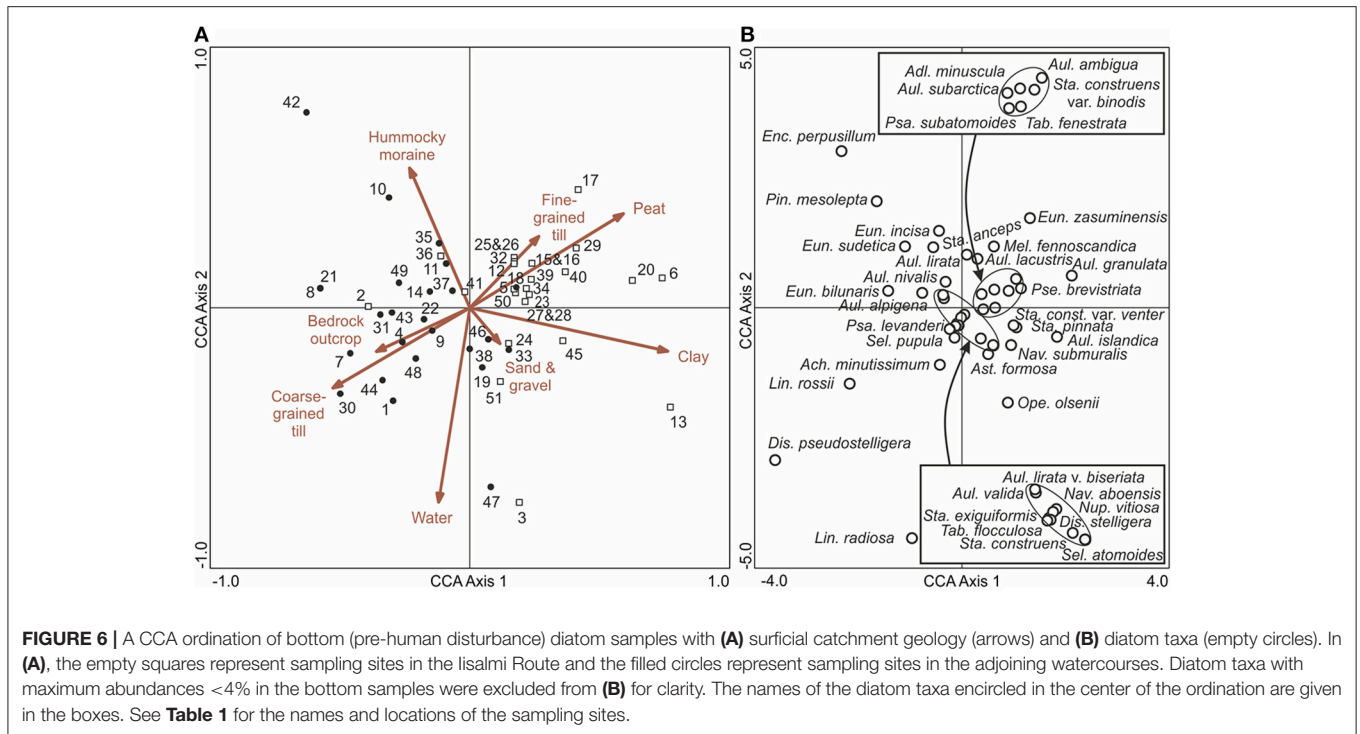 A
B
1.0
CCA Axis 2
-1.0
-1.0
CCA Axis 1
1.0
42
Hummocky
moraine
10
17
Fine-
grained
till
Peat
35
36
25&26
32
15&16
29
11
12
39
40
20
6
21
8
49
2
14
37
41
5
18
34
50
23
27&28
22
43
31
4
9
Bedrock
outcrop
7
48
44
30
1
Coarse-
grained
till
46
38
24
33
45
Sand &
gravel
Clay
19
51
13
Water
47
3
5.0
CCA Axis 2
-5.0
-4.0
CCA Axis 1
4.0
Adl. minuscula
Aul. ambigua
Aul. subarctica
Sta. construens
var. binodis
Psa. subatomoides
Tab. fenestrata
Enc. perpusillum
Pin. mesolepta
Eun. zasuminensis
Eun. incisa
Sta. anceps
Eun. sudetica
Mel. fennoscandica
Aul. lirata
Aul. lacustris
Aul. granulata
Aul. nivalis
Pse. brevistriata
Eun. bilunaris
Aul. alpigena
Sta. const. var. venter
Psa. levanderi
Sta. pinnata
Sel. pupula
Aul. islandica
Nav. submuralis
Ach. minutissimum
Ast. formosa
Lin. rossii
Ope. olsenii
Dis. pseudostelligera
Lin. radiosa
Aul. lirata v. biseriata
Aul. valida
Nav. aboensis
Nup. vitiosa
Sta. exiguiformis
Dis. stelligera
Tab. flocculosa
Sta. construens
Sel. atomoides
FIGURE 6 | A CCA ordination of bottom (pre-human disturbance) diatom samples with (A) surficial catchment geology (arrows) and (B) diatom taxa (empty circles). In
(A), the empty squares represent sampling sites in the Iisalmi Route and the filled circles represent sampling sites in the adjoining watercourses. Diatom taxa with
maximum abundances <4% in the bottom samples were excluded from (B) for clarity. The names of the diatom taxa encircled in the center of the ordination are given
in the boxes. See Table 1 for the names and locations of the sampling sites.